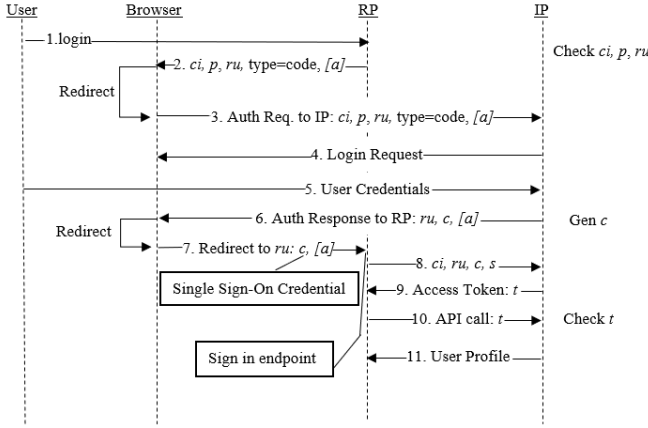 User Browser RP IP
1.login
Check ci, p, ru
2. ci, p, ru, type=code, [a]
Redirect
3. Auth Req. to IP: ci, p, ru, type=code, [a]
4. Login Request
5. User Credentials
6. Auth Response to RP: ru, c, [a]
Gen c
Redirect
7. Redirect to ru: c, [a]
8. ci, ru, c, s
Single Sign-On Credential
9. Access Token: t
10. API call: t
Check t
Sign in endpoint
11. User Profile